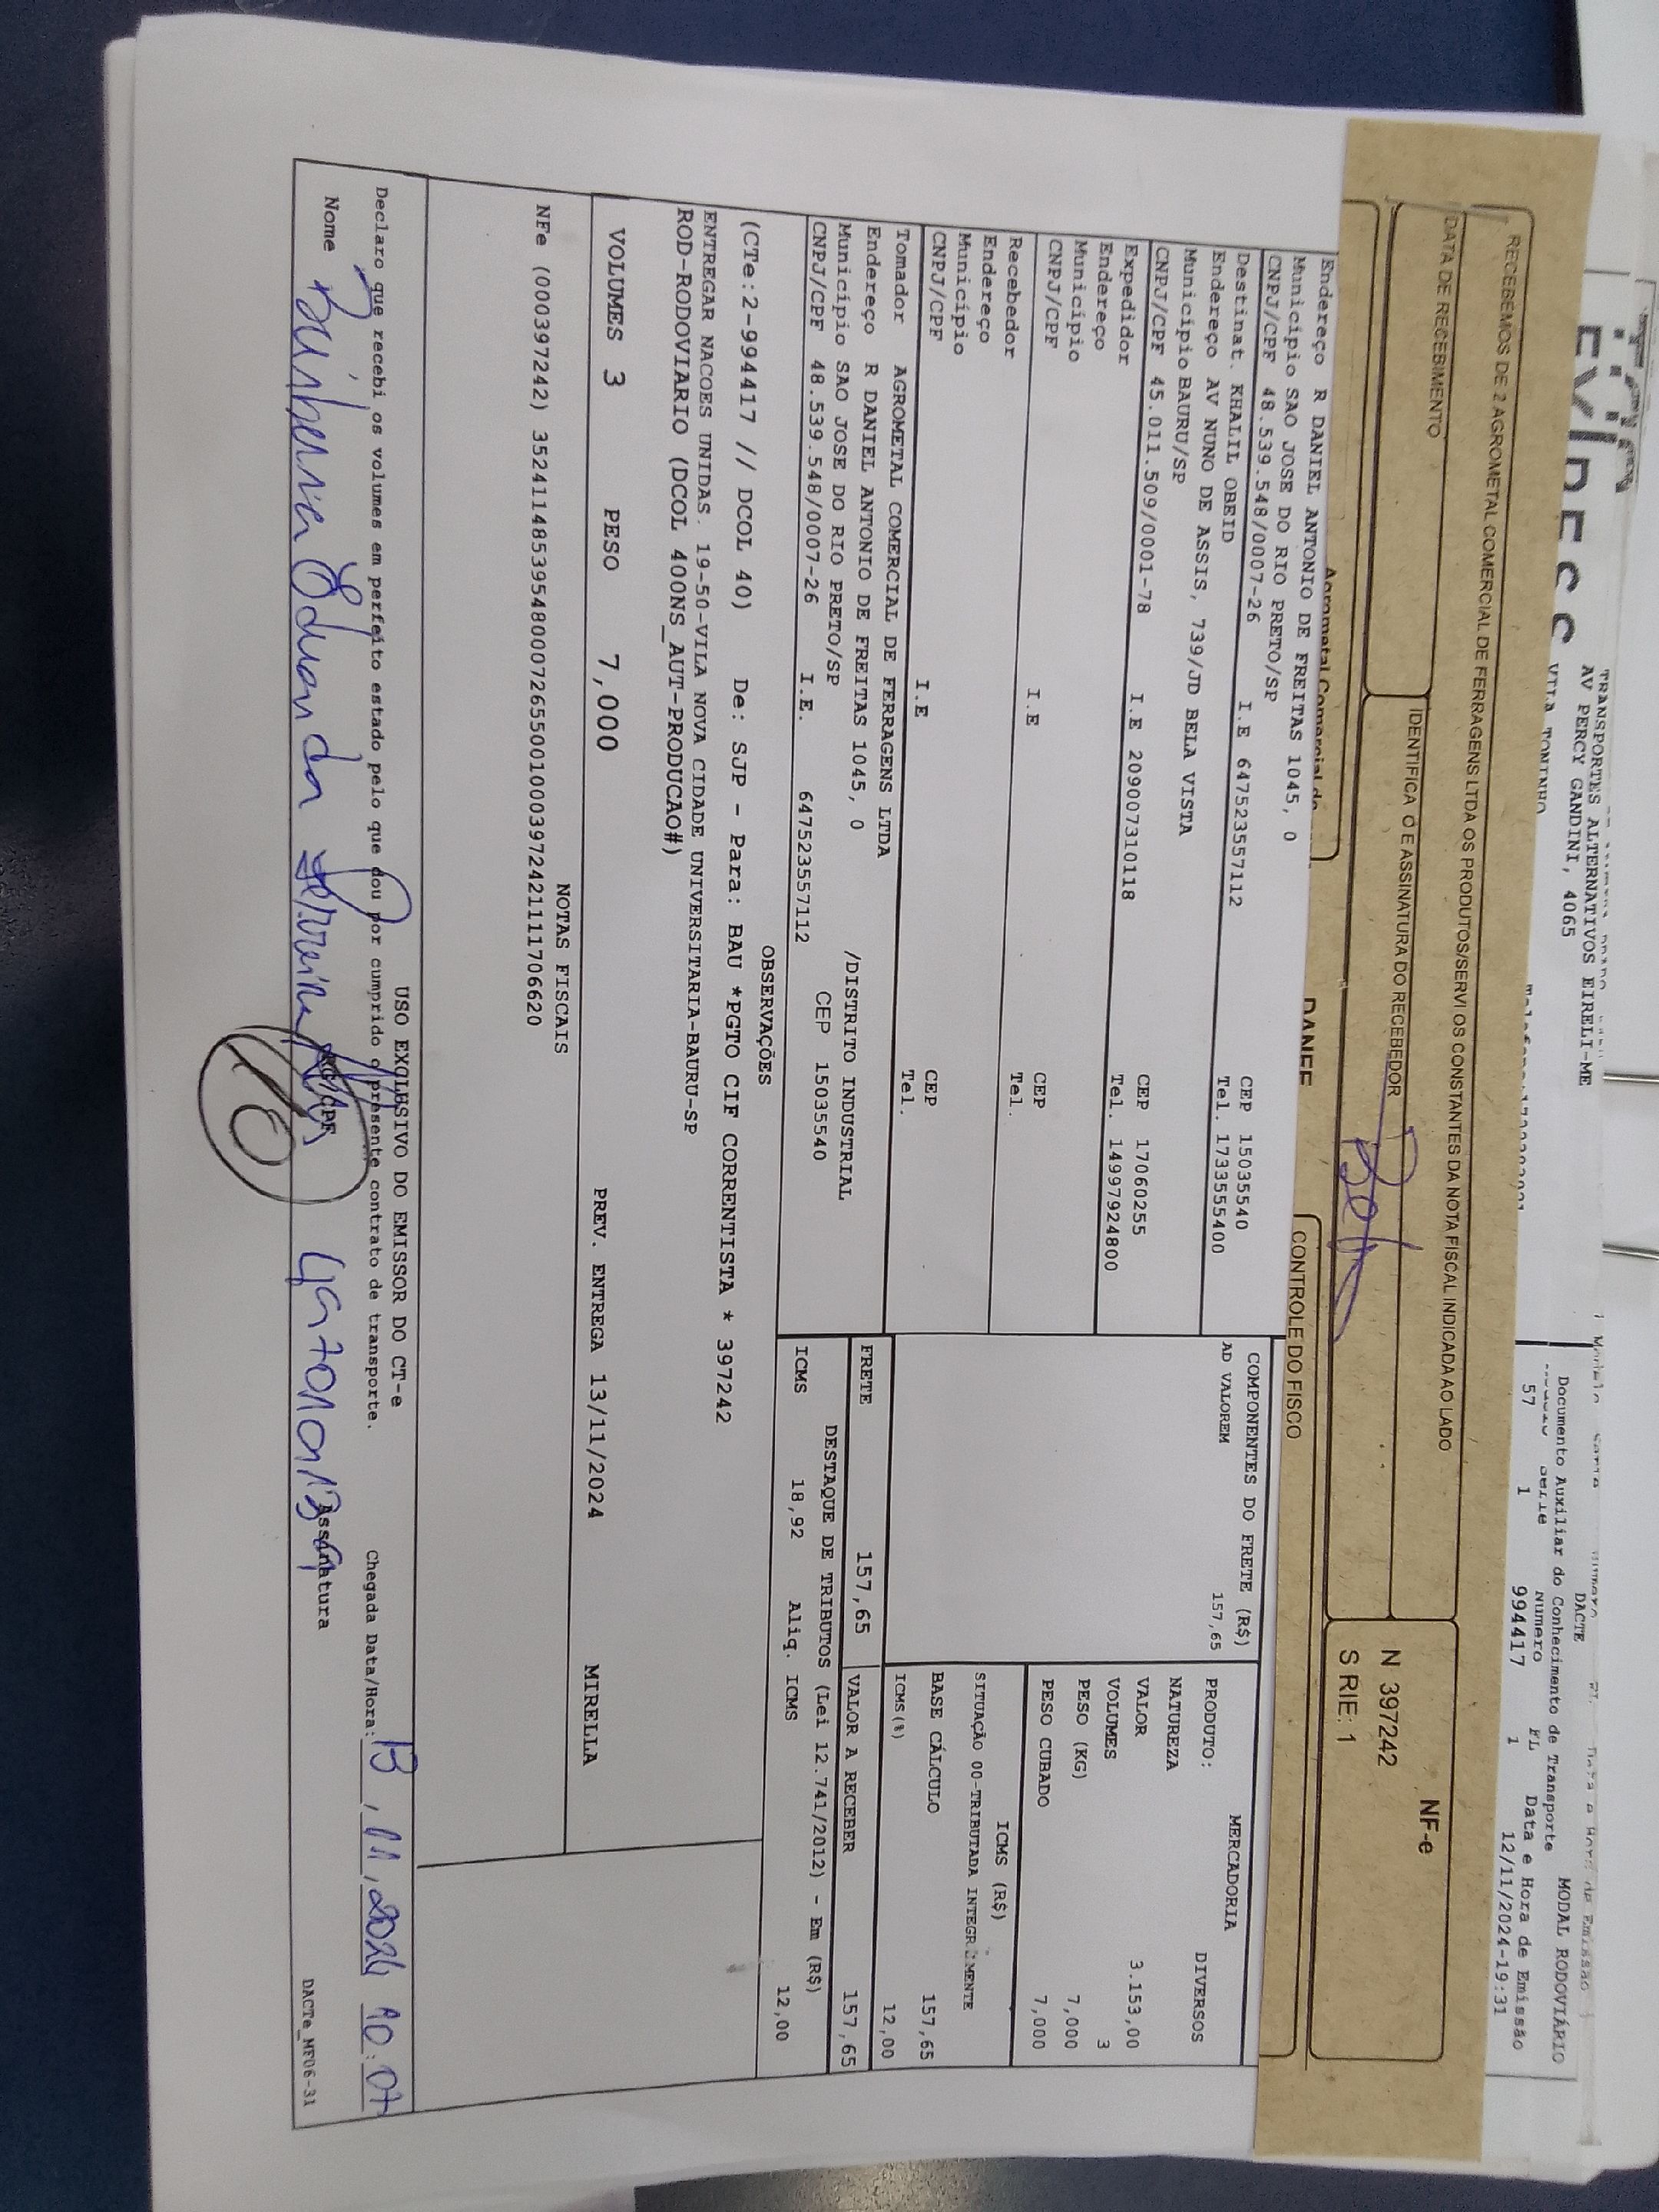 EXPRESS
TRANSPORTES ALTERNATIVOS EIRELI-ME
AV PERCY GANDINI, 4065
VILA TONINHO
DACTE
MODAL RODOVIÁRIO
Documento Auxiliar do Conhecimento de Transporte
Serie Numero FL Data e Hora de Emissão
57 1 994417 1 12/11/2024-19:31
RECEBEMOS DE 2 AGROMETAL COMERCIAL DE FERRAGENS LTDA OS PRODUTOS/SERVI OS CONSTANTES DA NOTA FISCAL INDICADA AO LADO
NF-e
DATA DE RECEBIMENTO
IDENTIFICA O E ASSINATURA DO RECEBEDOR
N 397242
S RIE: 1
DANFE
CONTROLE DO FISCO
Endereço R DANIEL ANTONIO DE FREITAS 1045, 0
Município SAO JOSE DO RIO PRETO/SP CEP 15035540
CNPJ/CPF 48.539.548/0007-26 I.E 647523557112 Tel. 1733555400
Destinat. KHALIL OBEID
Endereço AV NUNO DE ASSIS, 739/JD BELA VISTA
Município BAURU/SP CEP 17060255
CNPJ/CPF 45.011.509/0001-78 I.E 209007310118 Tel. 14997924800
Expedidor
Endereço
Município CEP
CNPJ/CPF I.E Tel.
Recebedor
Endereço
Município CEP
CNPJ/CPF I.E Tel.
Tomador AGROMETAL COMERCIAL DE FERRAGENS LTDA
Endereço R DANIEL ANTONIO DE FREITAS 1045, 0 /DISTRITO INDUSTRIAL
Município SAO JOSE DO RIO PRETO/SP CEP 15035540
CNPJ/CPF 48.539.548/0007-26 I.E. 647523557112
COMPONENTES DO FRETE (R$)
AD VALOREM 157,65
FRETE 157,65
MERCADORIA
PRODUTO: DIVERSOS
NATUREZA
VALOR 3.153,00
VOLUMES 3
PESO (KG) 7,000
PESO CUBADO 7,000
ICMS (R$)
SITUAÇÃO 00-TRIBUTADA INTEGRALMENTE
BASE CÁLCULO 157,65
ICMS(%) 12,00
VALOR A RECEBER 157,65
DESTAQUE DE TRIBUTOS (Lei 12.741/2012) - Em (R$)
ICMS 18,92 Aliq. ICMS 12,00
OBSERVAÇÕES
(CTe:2-994417 // DCOL 40) De: SJP - Para: BAU *PGTO CIF CORRENTISTA * 397242
ENTREGAR NACOES UNIDAS. 19-50-VILA NOVA CIDADE UNIVERSITARIA-BAURU-SP
ROD-RODOVIARIO (DCOL 400NS_AUT-PRODUCAO#)
VOLUMES 3 PESO 7,000 PREV. ENTREGA 13/11/2024 MIRELLA
NOTAS FISCAIS
NFe (000397242) 35241148539548000726550010003972421111706620
USO EXCLUSIVO DO EMISSOR DO CT-e
Declaro que recebi os volumes em perfeito estado pelo que dou por cumprido o presente contrato de transporte. Chegada Data/Hora: 13, 11, 2024 10:07
Nome Eduarda Ferreira RG/CPF Assinatura
DACTe_MF06-31